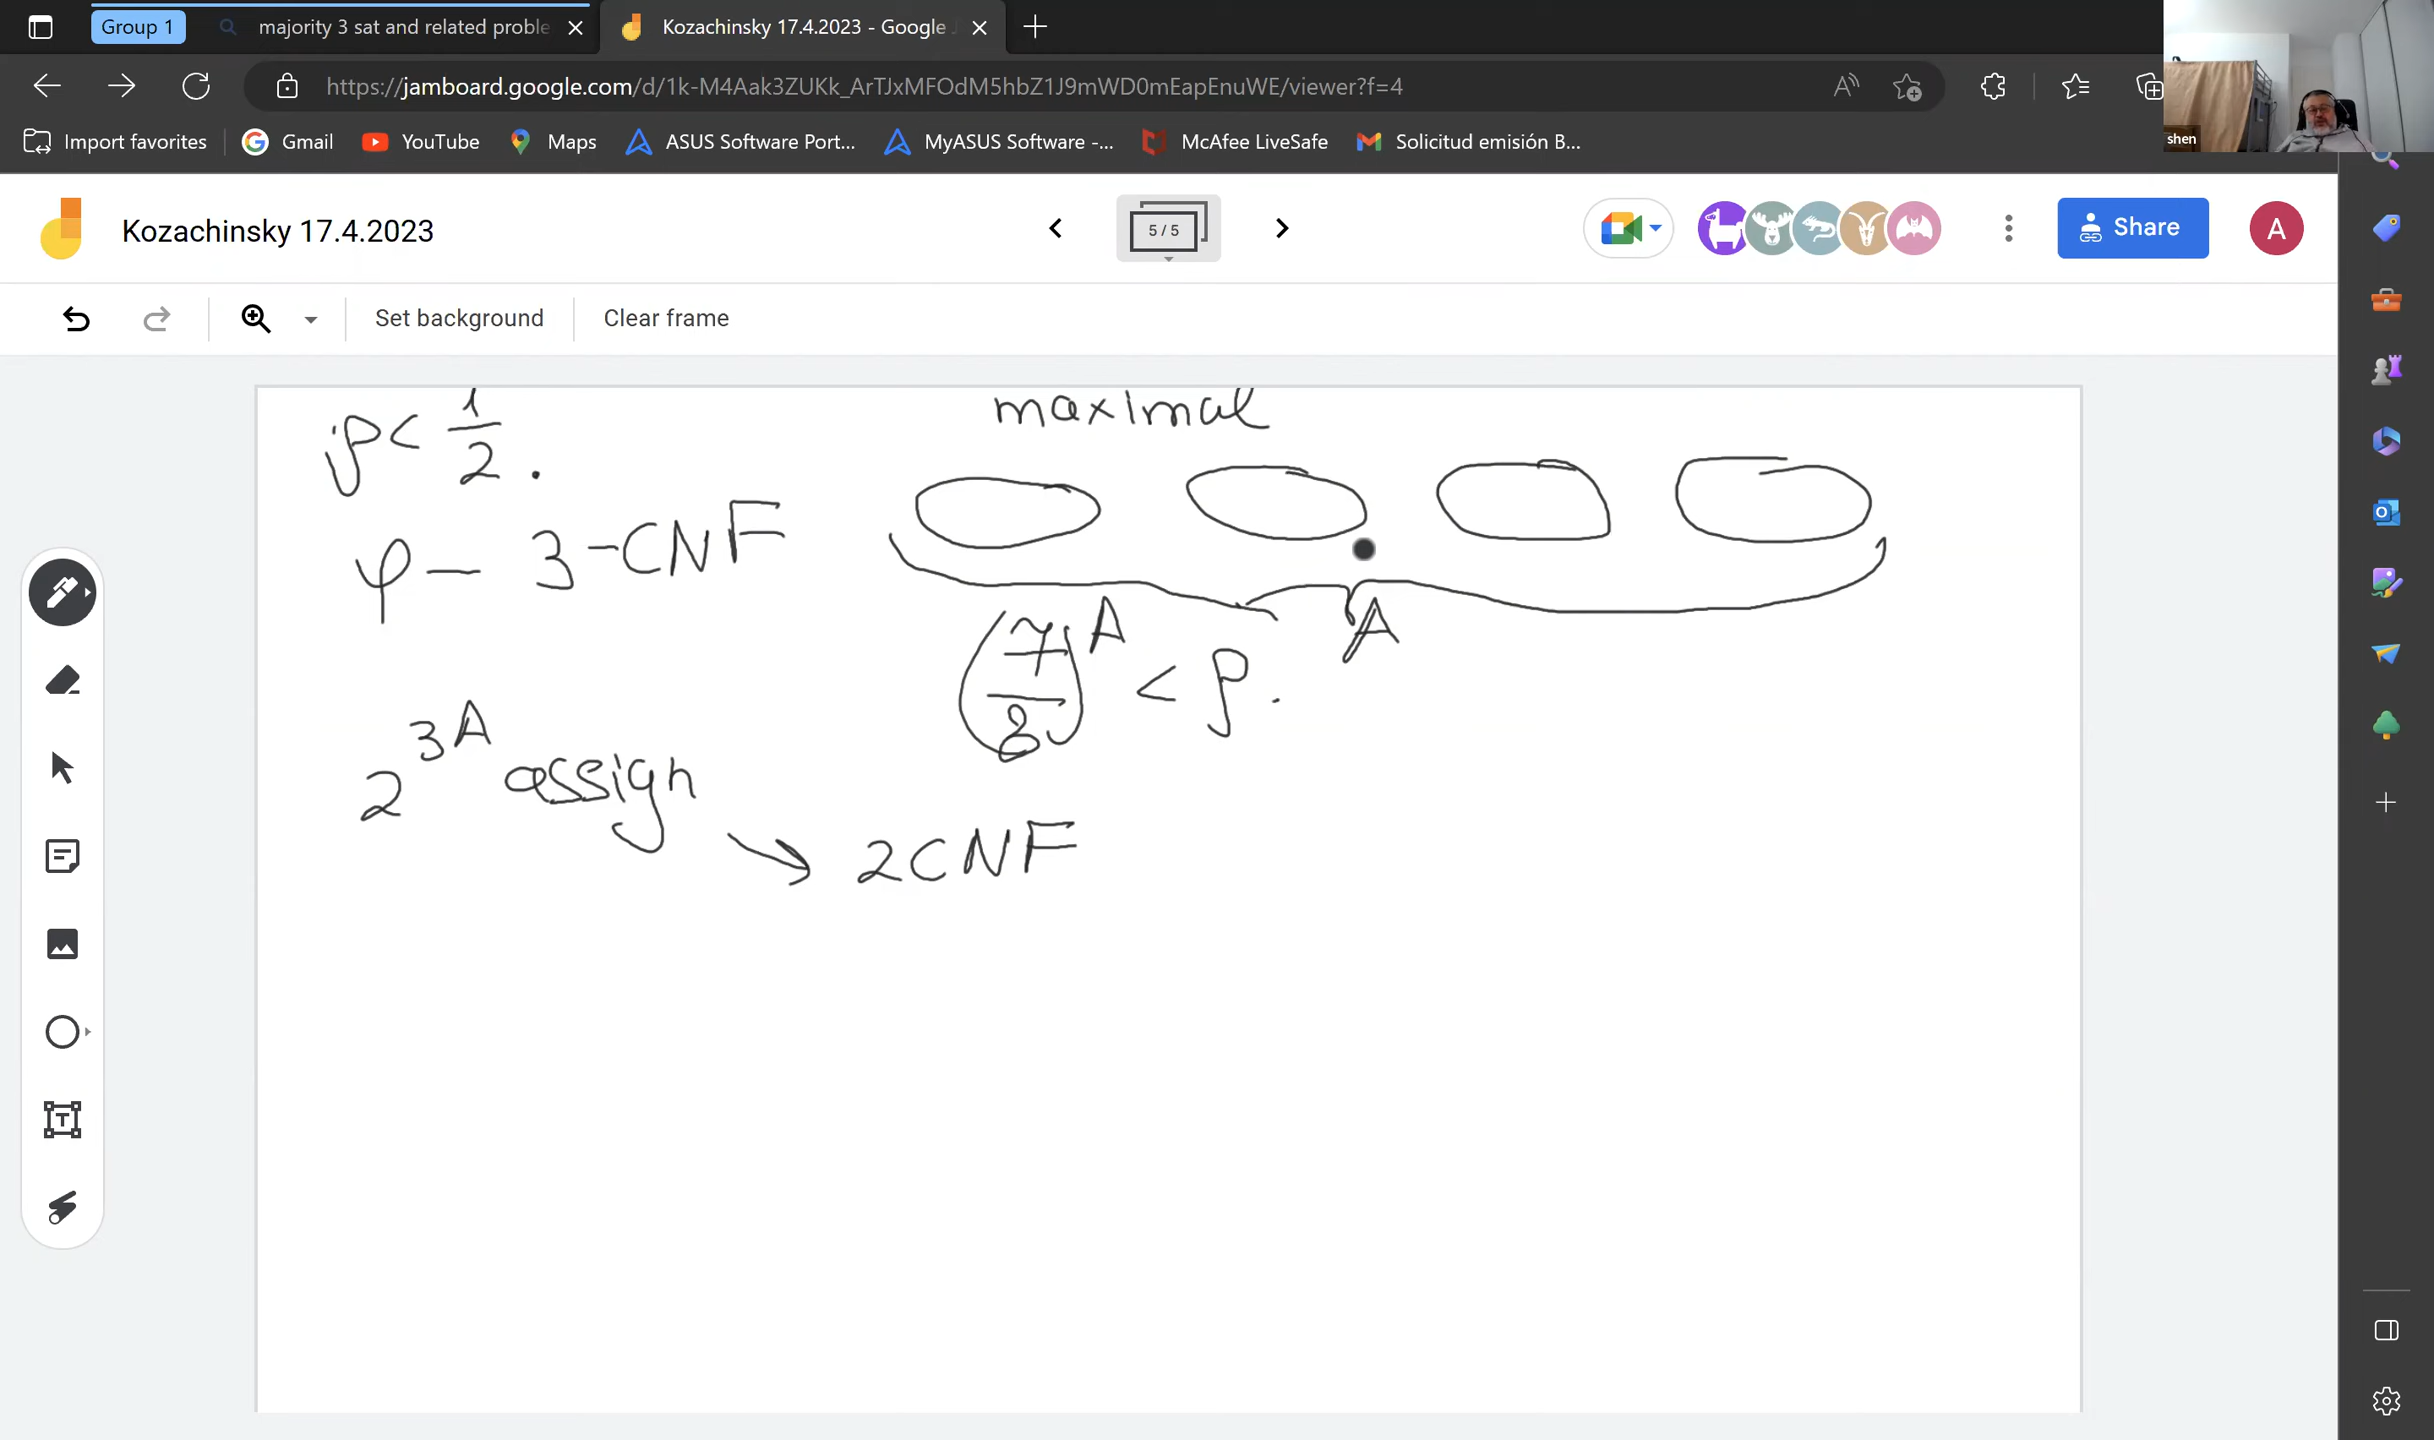 Group 1
majority 3 sat and related proble
Kozachinsky 17.4.2023 - Google J
https://jamboard.google.com/d/1k-M4Aak3ZUKk_ArTJxMFOdM5hbZ1J9mWD0mEapEnuWE/viewer?f=4
Import favorites
Gmail
YouTube
Maps
ASUS Software Port...
MyASUS Software -...
McAfee LiveSafe
Solicitud emisión B...
shen
Kozachinsky 17.4.2023
5 / 5
Share
A
Set background
Clear frame
maximal
ρ < 1/2 .
φ — 3-CNF
A
(7/8)^A < ρ.
2^3A assign
→ 2CNF